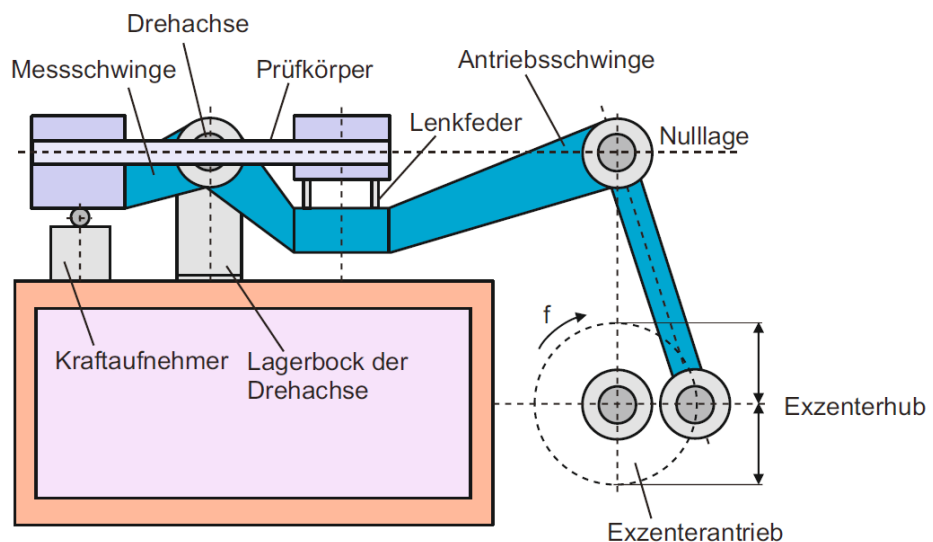 Drehachse
Messschwinge
Prüfkörper
Antriebsschwinge
Lenkfeder
Nulllage
f
Kraftaufnehmer
Lagerbock der
Drehachse
Exzenterhub
Exzenterantrieb